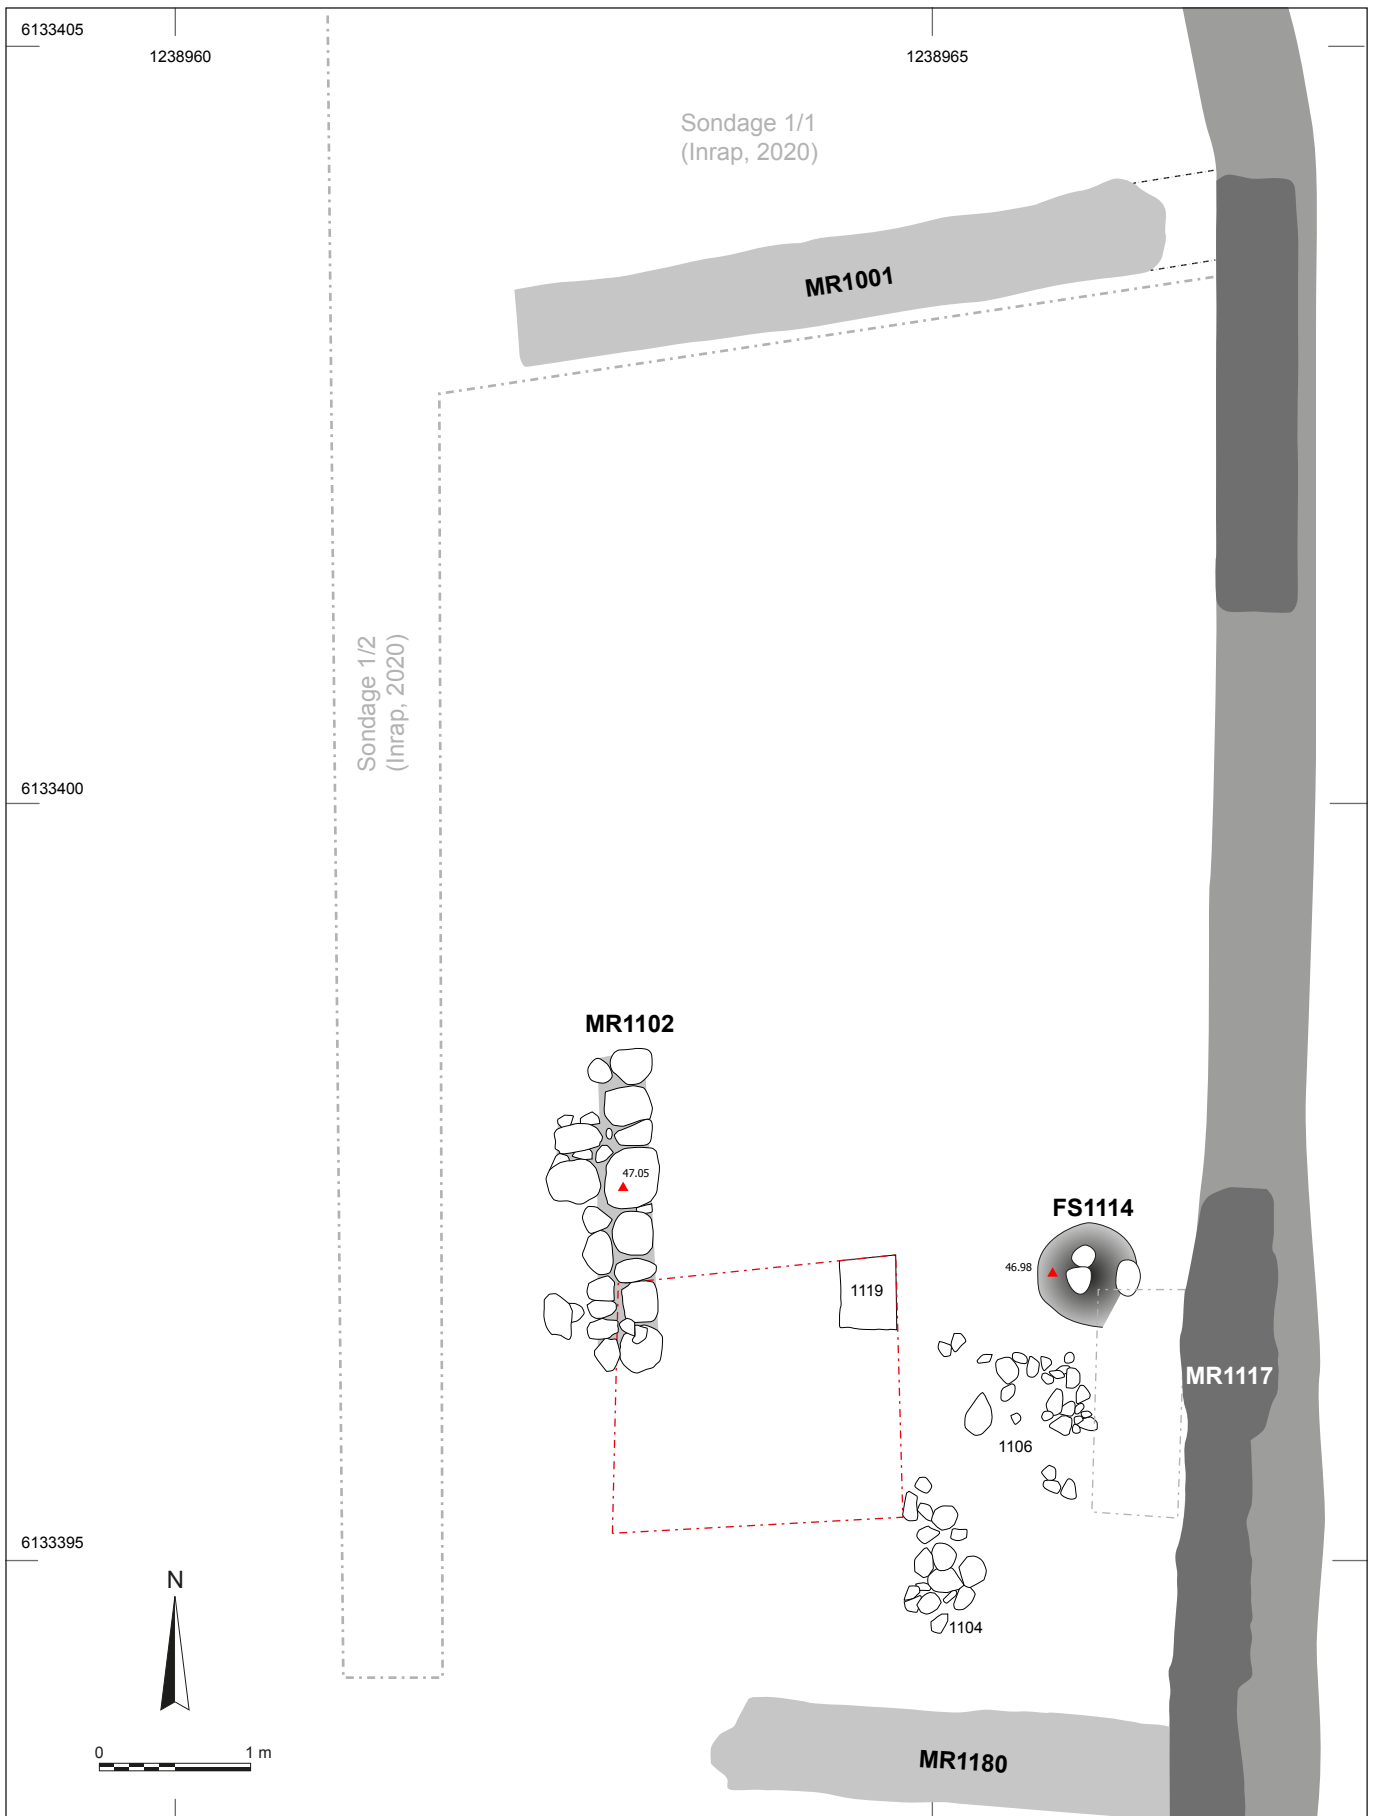 6133405
1238960
1238965
Sondage 1/1
(Inrap, 2020)
MR1001
Sondage 1/2
(Inrap, 2020)
6133400
MR1102
47.05
FS1114
46.98
1119
MR1117
1106
6133395
N
1104
0
1 m
MR1180